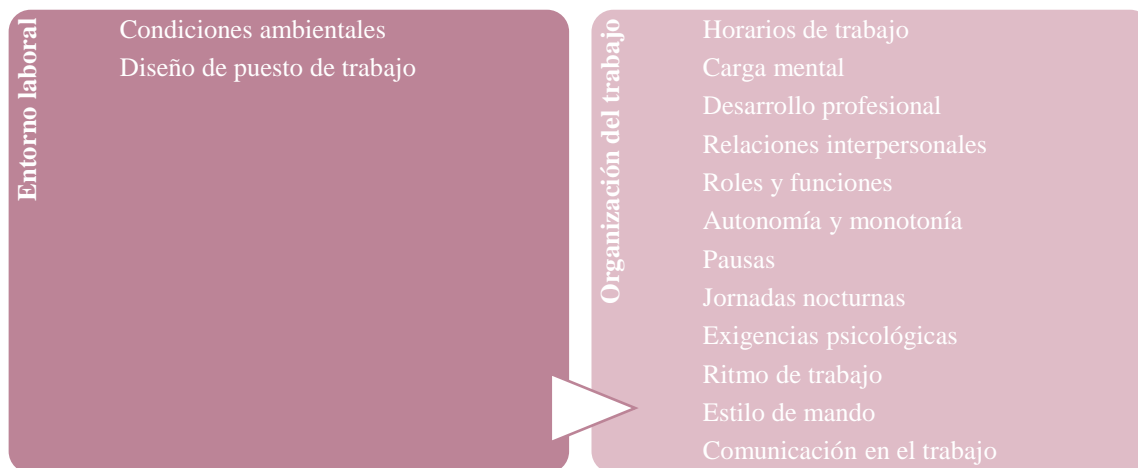 Entorno laboral
Condiciones ambientales
Diseño de puesto de trabajo
Organización del trabajo
Horarios de trabajo
Carga mental
Desarrollo profesional
Relaciones interpersonales
Roles y funciones
Autonomía y monotonía
Pausas
Jornadas nocturnas
Exigencias psicológicas
Ritmo de trabajo
Estilo de mando
Comunicación en el trabajo